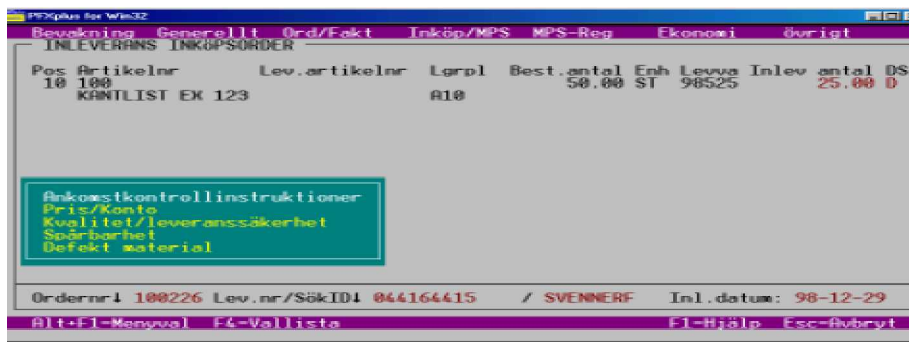 PFXplus for Win32
Bevakning Generellt Ord/Fakt Inköp/MPS MPS-Reg Ekonomi övrigt
INLEVERANS INKöPSORDER
Pos Artikelnr Lev.artikelnr Lgrpl Best.antal Enh Levva Inlev antal DS
10 100 50.00 ST 98525 25.00 D
KANTLIST EX 123 A10
Ankomstkontrollinstruktioner
Pris/Konto
Kvalitet/leveranssäkerhet
Spårbarhet
Defekt material
Ordernr↓ 100226 Lev.nr/SökID↓ 044164415 / SVENNERF Inl.datum: 98-12-29
Alt+F1-Menyval F4-Vallista F1-Hjälp Esc-Avbryt